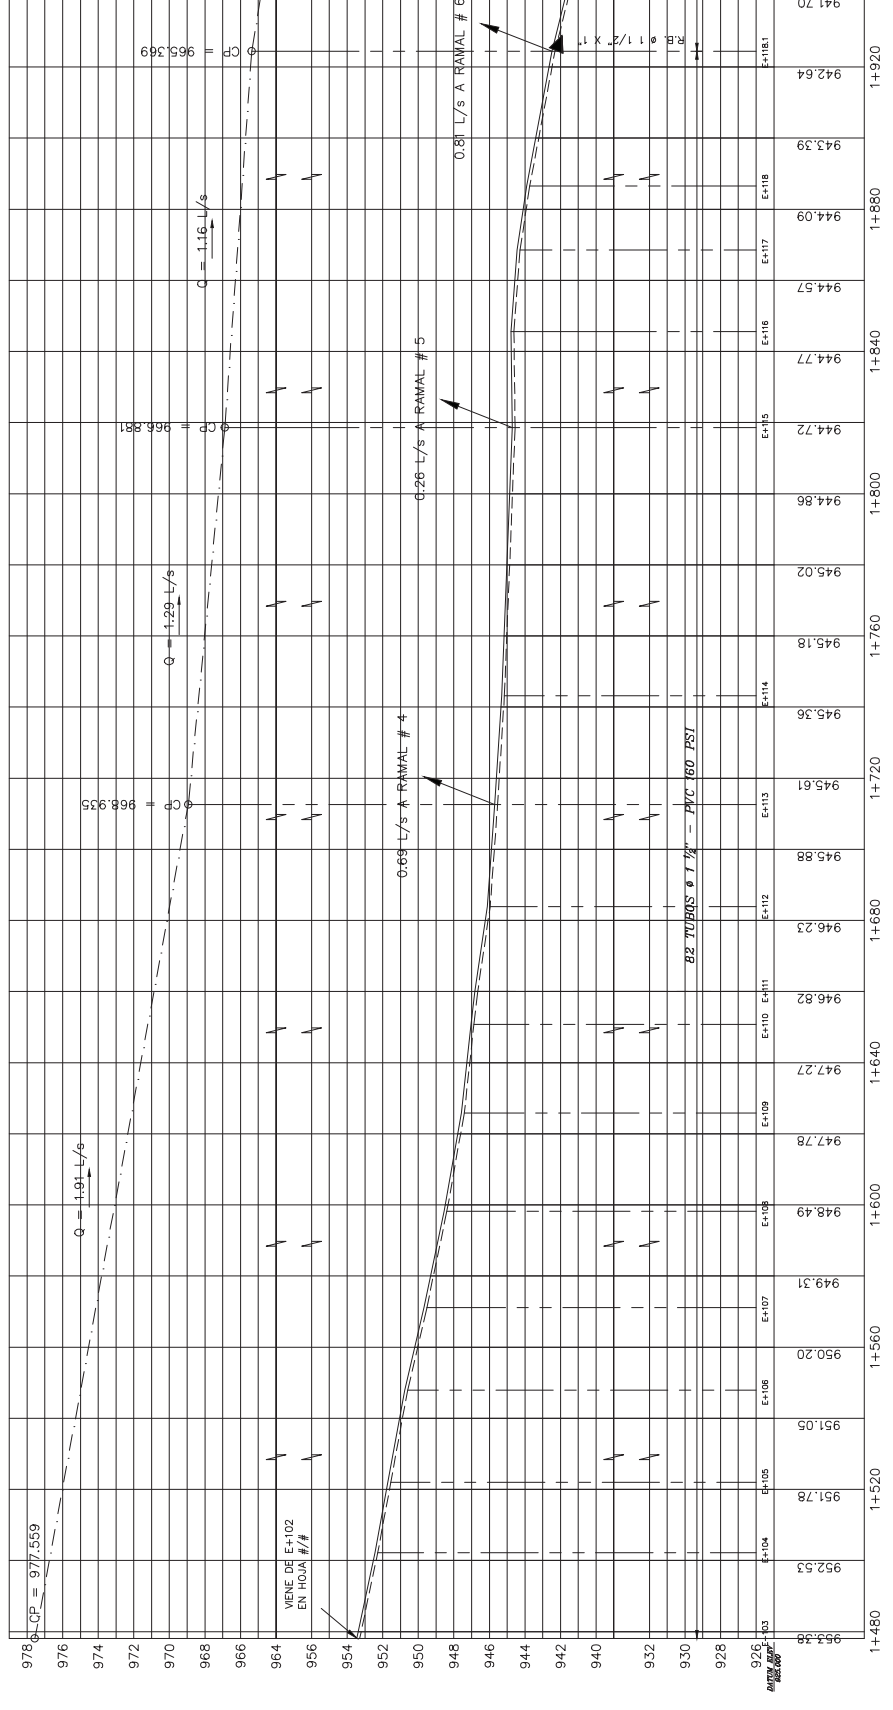 CP = 977.559
CP = 968.935
CP = 966.881
CP = 965.369
Q = 1.91 L/s
Q = 1.29 L/s
Q = 1.16 L/s
VIENE DE E+102
EN HOJA #/#
0.69 L/s A RAMAL # 4
0.26 L/s A RAMAL # 5
0.81 L/s A RAMAL # 6
82 TUBOS ø 1 ½" - PVC 160 PSI
R.B. ø 1 1/2" X 1"
978
976
974
970
968
966
964
956
954
952
950
948
946
944
942
940
932
930
928
926
DATUM ELEV
925.000
E+103
E+104
E+105
E+106
E+107
E+108
E+109
E+110
E+111
E+112
E+113
E+114
E+115
E+116
E+117
E+118
E+118.1
953.38
952.53
951.78
951.05
950.20
949.31
948.49
947.78
947.27
946.82
946.23
945.88
945.61
945.36
945.18
945.02
944.86
944.72
944.77
944.57
944.09
943.39
942.64
941.70
1+480
1+520
1+560
1+600
1+640
1+680
1+720
1+760
1+800
1+840
1+880
1+920